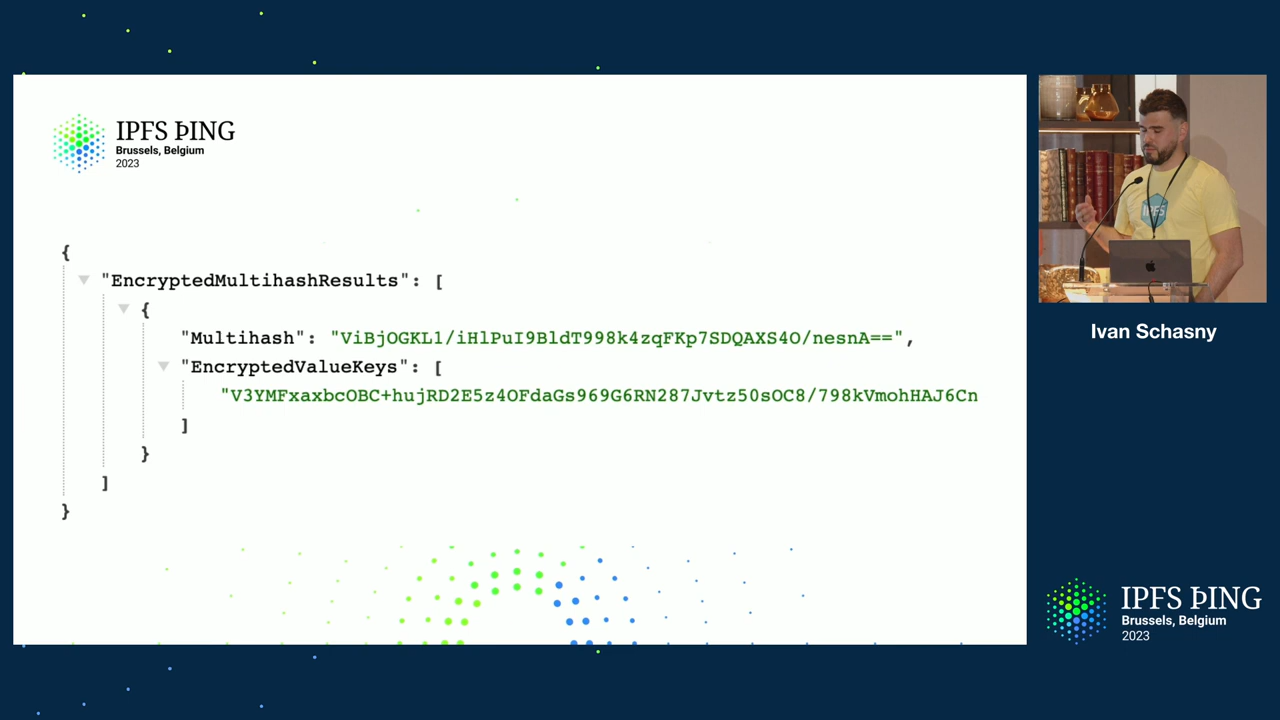 IPFS ÞING
Brussels, Belgium
2023
{
"EncryptedMultihashResults": [
{
"Multihash": "ViBjOGKL1/iHlPuI9BldT998k4zqFKp7SDQAXS4O/nesnA==",
"EncryptedValueKeys": [
"V3YMFxaxbcOBC+hujRD2E5z4OFdaGs969G6RN287Jvtz50sOC8/798kVmohHAJ6Cn
]
}
]
}
IPFS
Ivan Schasny
IPFS ÞING
Brussels, Belgium
2023